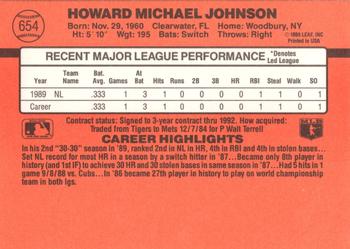 654
HOWARD MICHAEL JOHNSON
Born: Nov. 29, 1960 Clearwater, FL Home: Woodbury, NY
Ht: 5' 10" Wgt: 195 Bats: Switch Throws: Right
© 1989 LEAF, INC.
Printed in USA
RECENT MAJOR LEAGUE PERFORMANCE *Denotes Led League
Year Team Name Bat. Avg. Games At Bat Hits Runs 2B 3B HR RBI Steal Walk SO
1989 NL .333 1 3 1 1 0 0 0 0 1 0 1
Career .333 1 3 1 1 0 0 0 0 1 0 1
Contract status: Signed to 3-year contract thru 1992. How acquired:
Traded from Tigers to Mets 12/7/84 for P Walt Terrell
CAREER HIGHLIGHTS
In his 2nd "30-30" season in '89, ranked 2nd in NL in HR, 4th in RBI and 4th in stolen bases...
Set NL record for most HR in a season by a switch hitter in '87... Became only 8th player in
history (and 1st IF) to achieve 30 HR and 30 stolen bases in same season in '87...Had 5 hits in
1 game 9/8/88 vs. Cubs... In '86 became 27th player in history to play on world championship
team in both lgs.
MLB